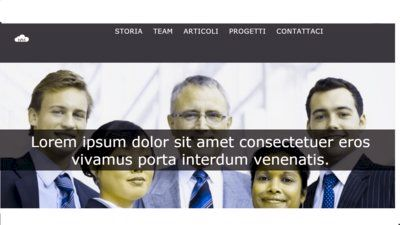 STORIA TEAM ARTICOLI PROGETTI CONTATTACI
Lorem ipsum dolor sit amet consectetuer eros
vivamus porta interdum venenatis.